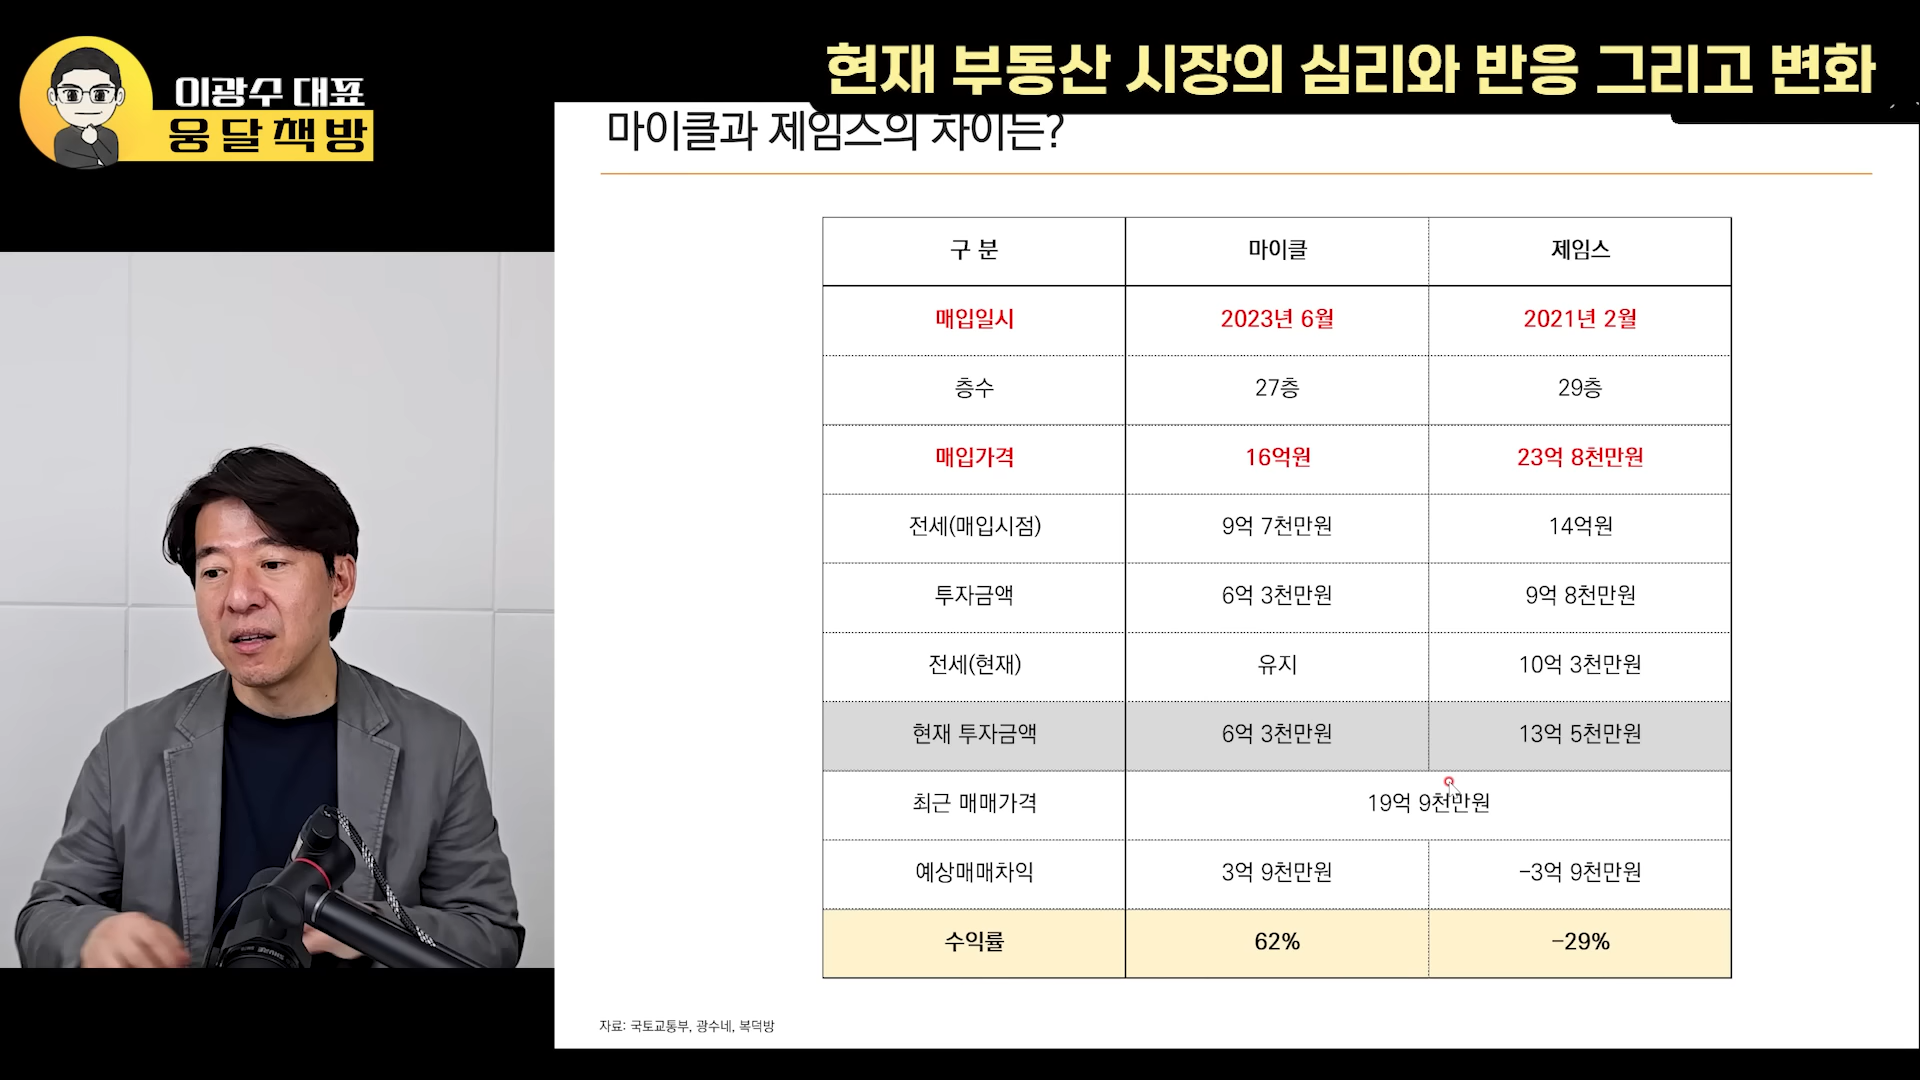 이광수 대표
웅달책방
현재 부동산 시장의 심리와 반응 그리고 변화
마이클과 제임스의 차이는?
구 분 마이클 제임스
매입일시 2023년 6월 2021년 2월
층수 27층 29층
매입가격 16억원 23억 8천만원
전세(매입시점) 9억 7천만원 14억원
투자금액 6억 3천만원 9억 8천만원
전세(현재) 유지 10억 3천만원
현재 투자금액 6억 3천만원 13억 5천만원
최근 매매가격 19억 9천만원
예상매매차익 3억 9천만원 -3억 9천만원
수익률 62% -29%
자료: 국토교통부, 광수네, 복덕방
SHURE